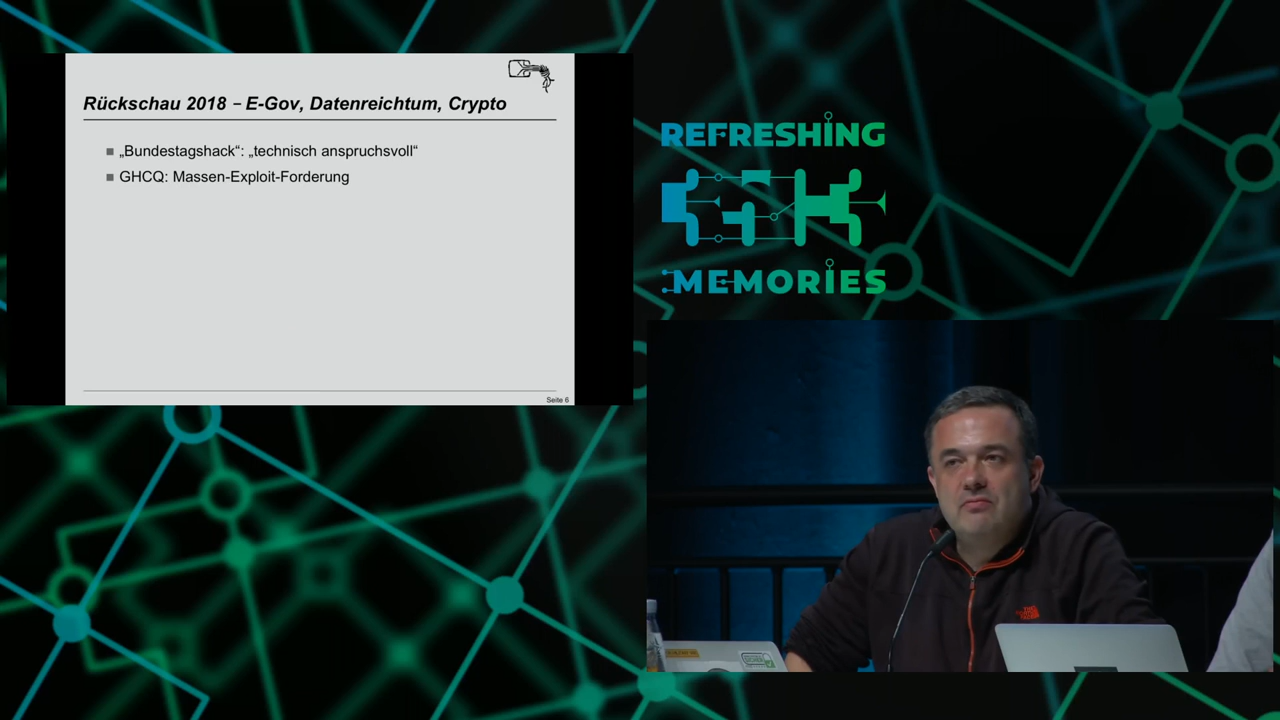 Rückschau 2018 – E-Gov, Datenreichtum, Crypto
„Bundestagshack“: „technisch anspruchsvoll“
GHCQ: Massen-Exploit-Forderung
Seite 6
REFRESHING
MEMORIES